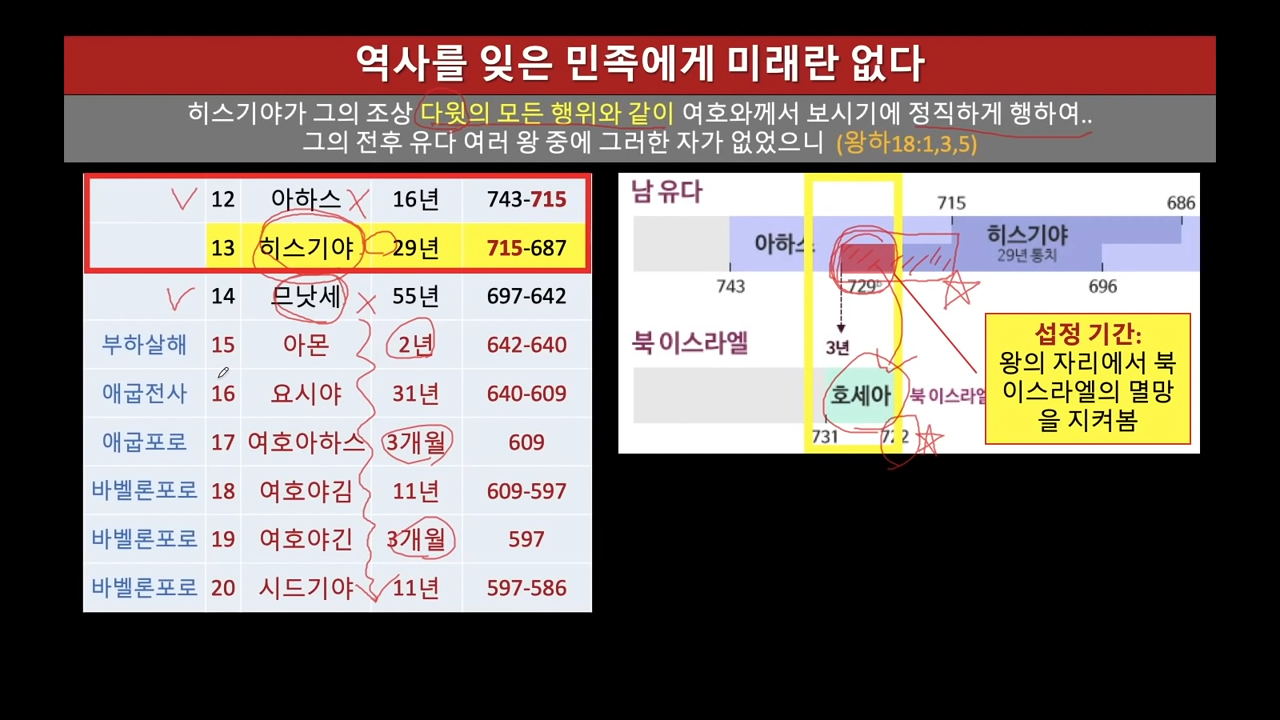 역사를 잊은 민족에게 미래란 없다
히스기야가 그의 조상 다윗의 모든 행위와 같이 여호와께서 보시기에 정직하게 행하여..
그의 전후 유다 여러 왕 중에 그러한 자가 없었으니 (왕하18:1,3,5)
12 아하스 16년 743-715
13 히스기야 29년 715-687
14 므낫세 55년 697-642
부하살해 15 아몬 2년 642-640
애굽전사 16 요시야 31년 640-609
애굽포로 17 여호아하스 3개월 609
바벨론포로 18 여호야김 11년 609-597
바벨론포로 19 여호야긴 3개월 597
바벨론포로 20 시드기야 11년 597-586
남 유다
715 686
아하스 히스기야
29년 통치
743 729 696
북 이스라엘 3년
호세아 북 이스라엘
731 722
섭정 기간:
왕의 자리에서 북
이스라엘의 멸망
을 지켜봄